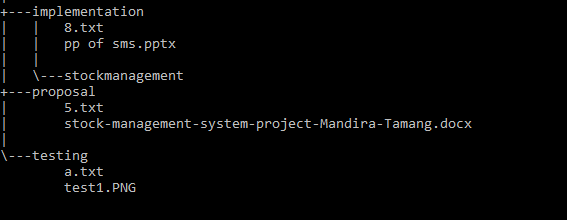 +---implementation
|   |   8.txt
|   |   pp of sms.pptx
|   |
|   \---stockmanagement
+---proposal
|       5.txt
|       stock-management-system-project-Mandira-Tamang.docx
|
\---testing
        a.txt
        test1.PNG